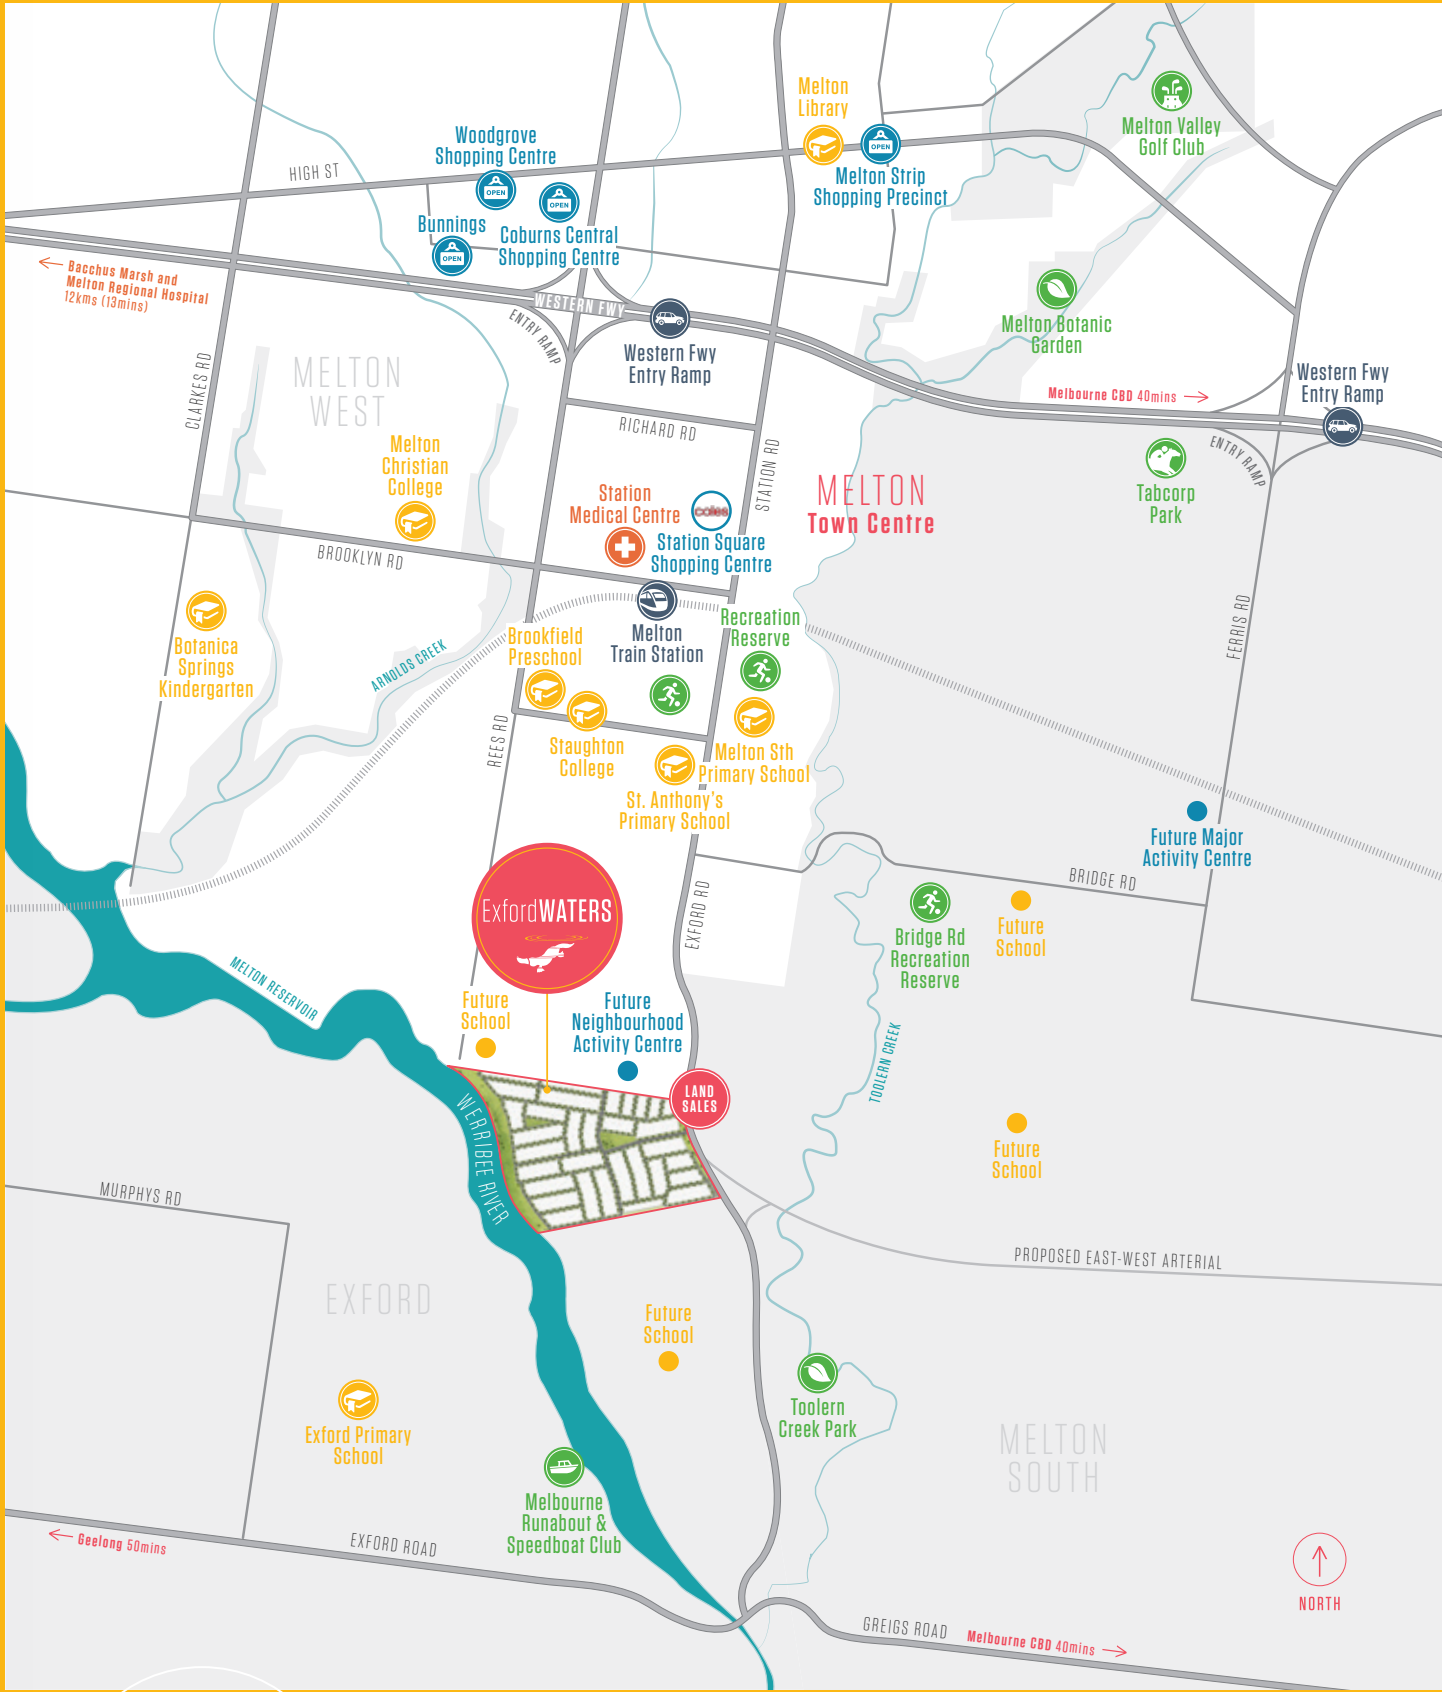 Melton
Library
OPEN
Melton Strip
Shopping Precinct
Melton Valley
Golf Club
Woodgrove
Shopping Centre
OPEN
HIGH ST
OPEN
Bunnings
OPEN
Coburns Central
Shopping Centre
Bacchus Marsh and
Melton Regional Hospital
12kms (13mins)
WESTERN FWY
ENTRY RAMP
Western Fwy
Entry Ramp
Melton Botanic
Garden
Melbourne CBD 40mins
Western Fwy
Entry Ramp
ENTRY RAMP
CLARKES RD
MELTON
WEST
RICHARD RD
STATION RD
Melton
Christian
College
Tabcorp
Park
MELTON
Town Centre
Station
Medical Centre
coles
Station Square
Shopping Centre
BROOKLYN RD
Botanica
Springs
Kindergarten
ARNOLDS CREEK
Brookfield
Preschool
Melton
Train Station
Recreation
Reserve
FERRIS RD
REES RD
Staughton
College
Melton Sth
Primary School
St. Anthony's
Primary School
Future Major
Activity Centre
BRIDGE RD
ExfordWATERS
EXFORD RD
Bridge Rd
Recreation
Reserve
Future
School
MELTON RESERVOIR
Future
School
Future
Neighbourhood
Activity Centre
TOOLERN CREEK
LAND
SALES
WERRIBEE RIVER
Future
School
MURPHYS RD
PROPOSED EAST-WEST ARTERIAL
EXFORD
Future
School
Toolern
Creek Park
Exford Primary
School
MELTON
SOUTH
Melbourne
Runabout &
Speedboat Club
Geelong 50mins
EXFORD ROAD
NORTH
GREIGS ROAD
Melbourne CBD 40mins